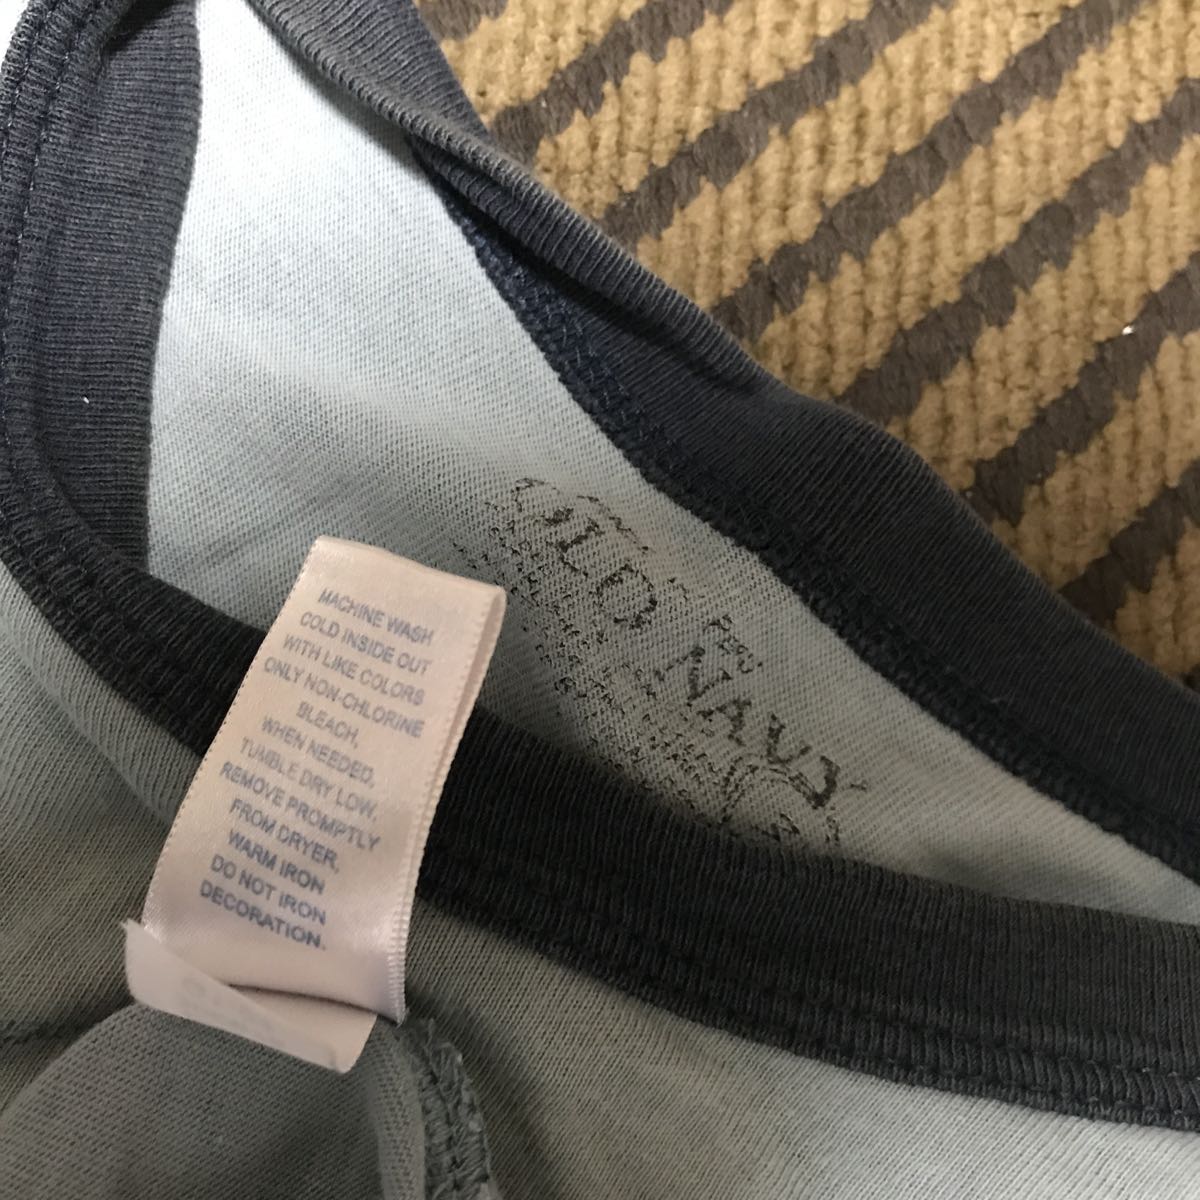 MACHINE WASH
COLD INSIDE OUT
WITH LIKE COLORS
ONLY NON-CHLORINE
BLEACH,
WHEN NEEDED,
TUMBLE DRY LOW,
REMOVE PROMPTLY
FROM DRYER,
WARM IRON
DO NOT IRON
DECORATION.
OLD NAVY